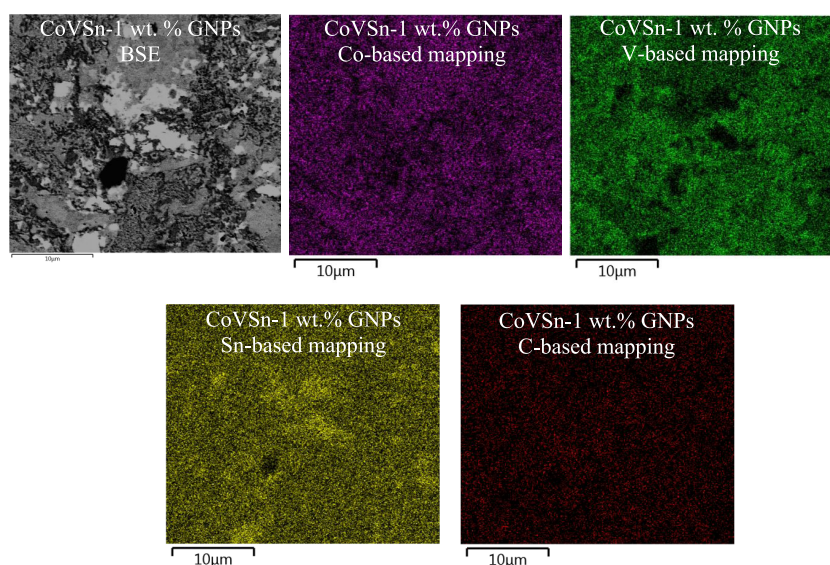 CoVSn-1 wt. % GNPs
BSE
10μm
CoVSn-1 wt. % GNPs
Co-based mapping
10μm
CoVSn-1 wt. % GNPs
V-based mapping
10μm
CoVSn-1 wt.% GNPs
Sn-based mapping
10μm
CoVSn-1 wt.% GNPs
C-based mapping
10μm